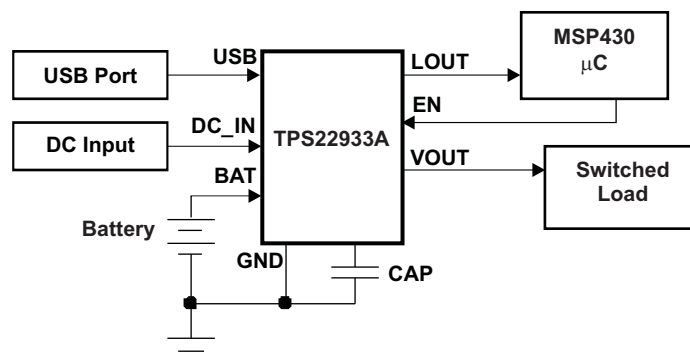 USB Port
DC Input
Battery
USB
DC_IN
BAT
GND
CAP
TPS22933A
LOUT
EN
VOUT
MSP430
μC
Switched
Load